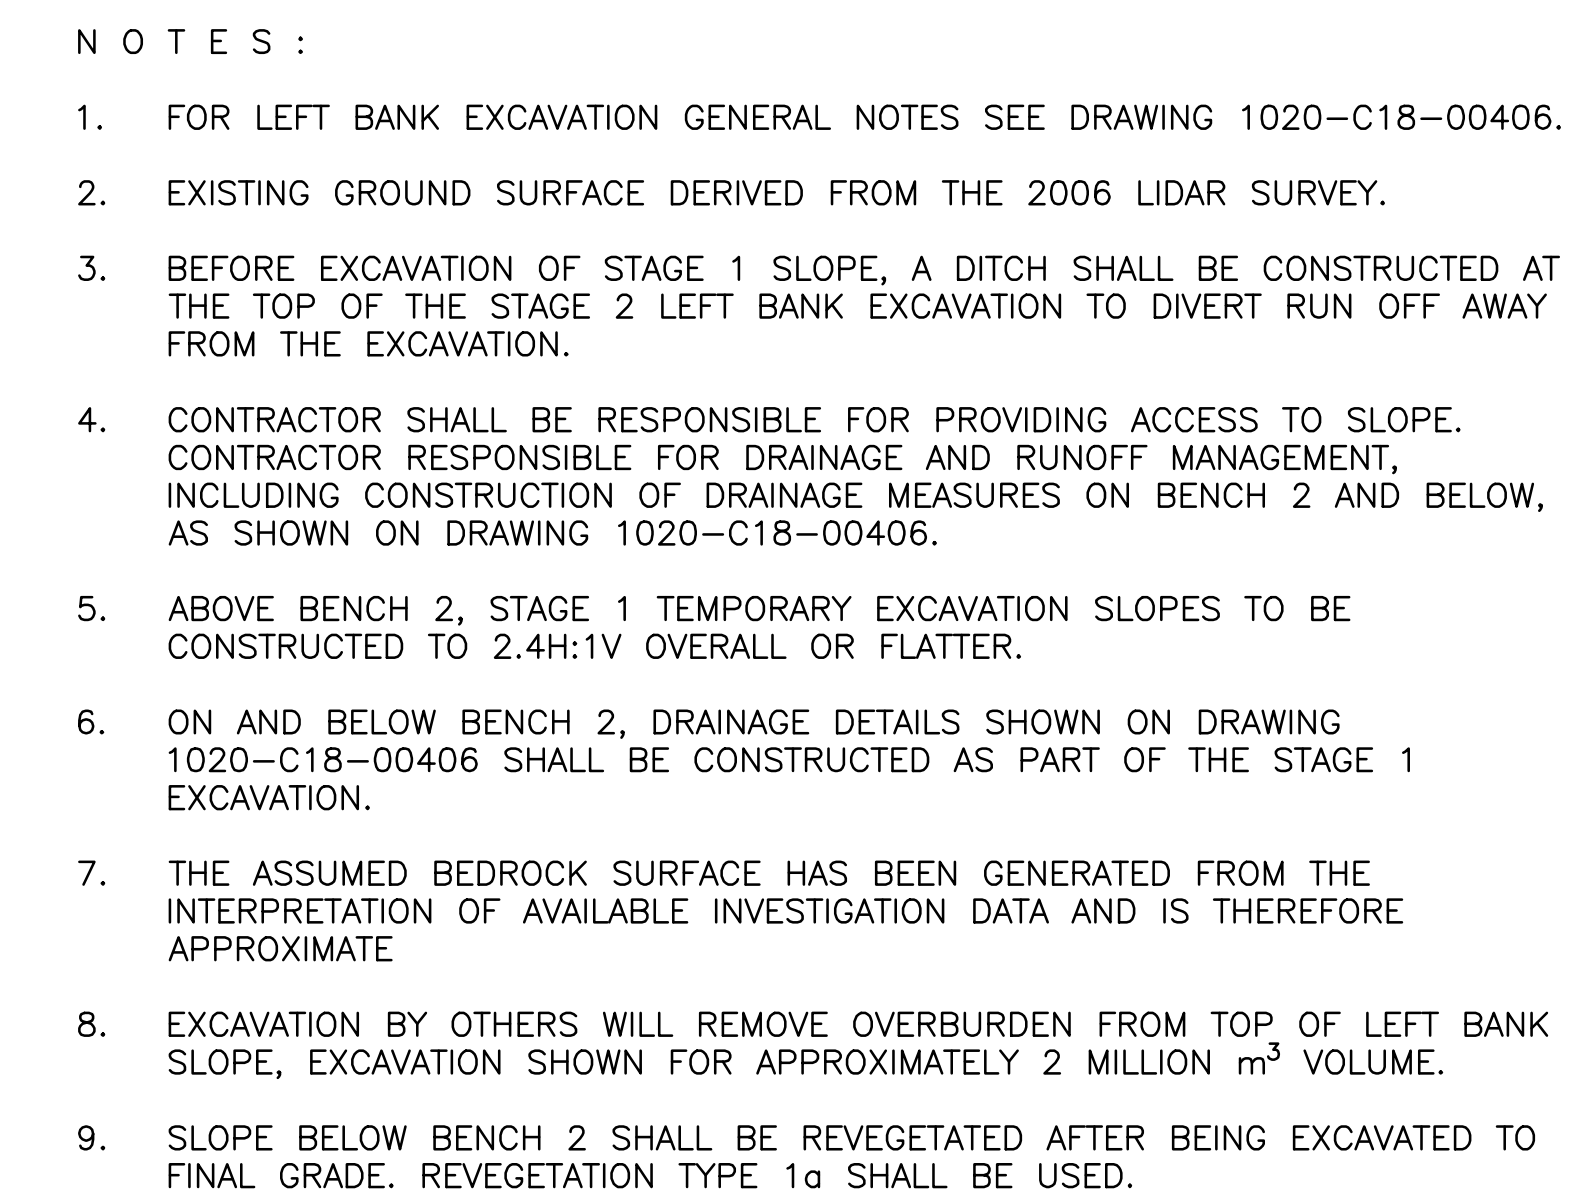 N O T E S :
1. FOR LEFT BANK EXCAVATION GENERAL NOTES SEE DRAWING 1020-C18-00406.
2. EXISTING GROUND SURFACE DERIVED FROM THE 2006 LIDAR SURVEY.
3. BEFORE EXCAVATION OF STAGE 1 SLOPE, A DITCH SHALL BE CONSTRUCTED AT
THE TOP OF THE STAGE 2 LEFT BANK EXCAVATION TO DIVERT RUN OFF AWAY
FROM THE EXCAVATION.
4. CONTRACTOR SHALL BE RESPONSIBLE FOR PROVIDING ACCESS TO SLOPE.
CONTRACTOR RESPONSIBLE FOR DRAINAGE AND RUNOFF MANAGEMENT,
INCLUDING CONSTRUCTION OF DRAINAGE MEASURES ON BENCH 2 AND BELOW,
AS SHOWN ON DRAWING 1020-C18-00406.
5. ABOVE BENCH 2, STAGE 1 TEMPORARY EXCAVATION SLOPES TO BE
CONSTRUCTED TO 2.4H:1V OVERALL OR FLATTER.
6. ON AND BELOW BENCH 2, DRAINAGE DETAILS SHOWN ON DRAWING
1020-C18-00406 SHALL BE CONSTRUCTED AS PART OF THE STAGE 1
EXCAVATION.
7. THE ASSUMED BEDROCK SURFACE HAS BEEN GENERATED FROM THE
INTERPRETATION OF AVAILABLE INVESTIGATION DATA AND IS THEREFORE
APPROXIMATE
8. EXCAVATION BY OTHERS WILL REMOVE OVERBURDEN FROM TOP OF LEFT BANK
SLOPE, EXCAVATION SHOWN FOR APPROXIMATELY 2 MILLION m³ VOLUME.
9. SLOPE BELOW BENCH 2 SHALL BE REVEGETATED AFTER BEING EXCAVATED TO
FINAL GRADE. REVEGETATION TYPE 1a SHALL BE USED.